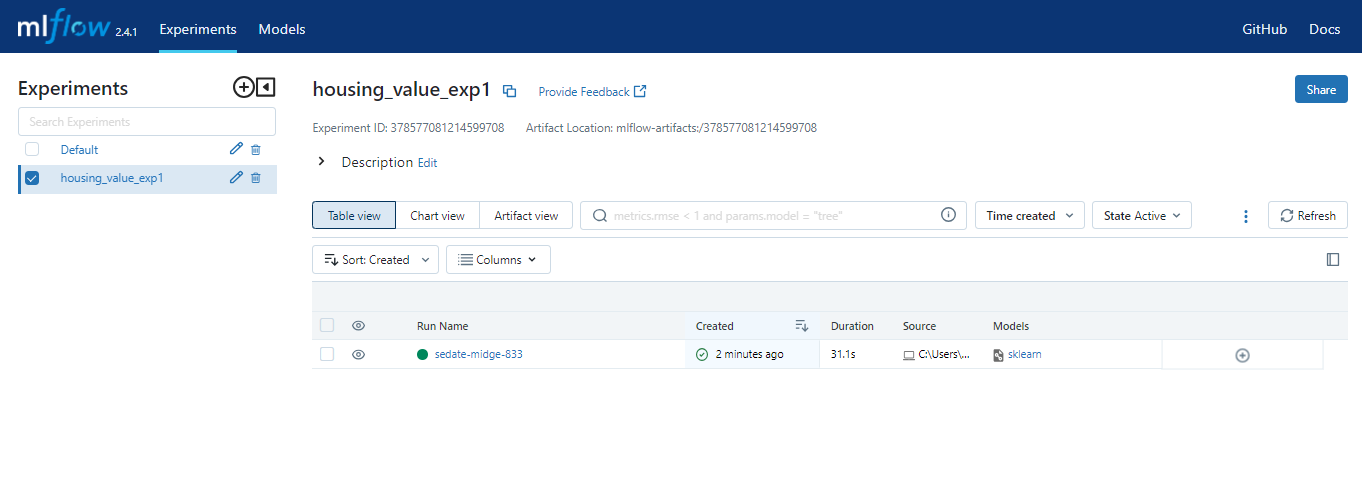 mlflow 2.4.1 Experiments Models GitHub Docs
Experiments
Search Experiments
Default
housing_value_exp1
housing_value_exp1 Provide Feedback Share
Experiment ID: 378577081214599708 Artifact Location: mlflow-artifacts:/378577081214599708
Description Edit
Table view Chart view Artifact view metrics.rmse < 1 and params.model = "tree" Time created State Active Refresh
Sort: Created Columns
Run Name Created Duration Source Models
sedate-midge-833 2 minutes ago 31.1s C:\Users\... sklearn